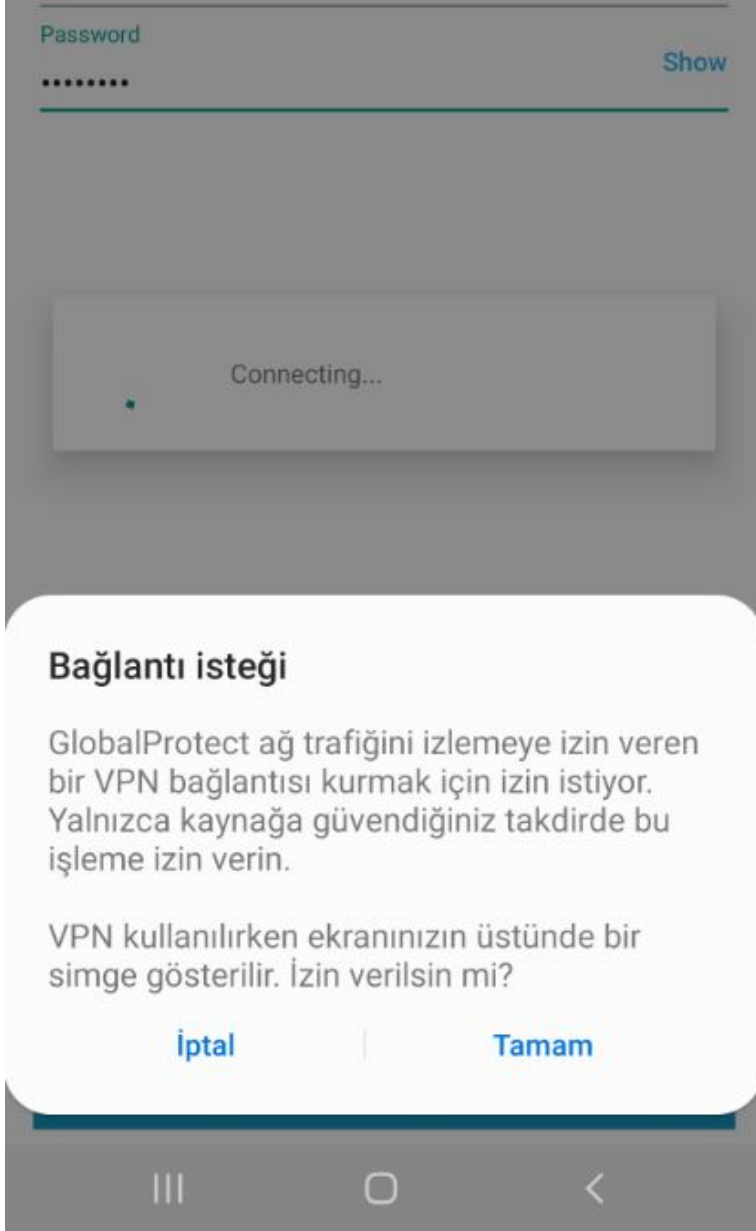 Password
Show
Connecting...
Bağlantı isteği
GlobalProtect ağ trafiğini izlemeye izin veren
bir VPN bağlantısı kurmak için izin istiyor.
Yalnızca kaynağa güvendiğiniz takdirde bu
işleme izin verin.
VPN kullanılırken ekranınızın üstünde bir
simge gösterilir. İzin verilsin mi?
İptal
Tamam